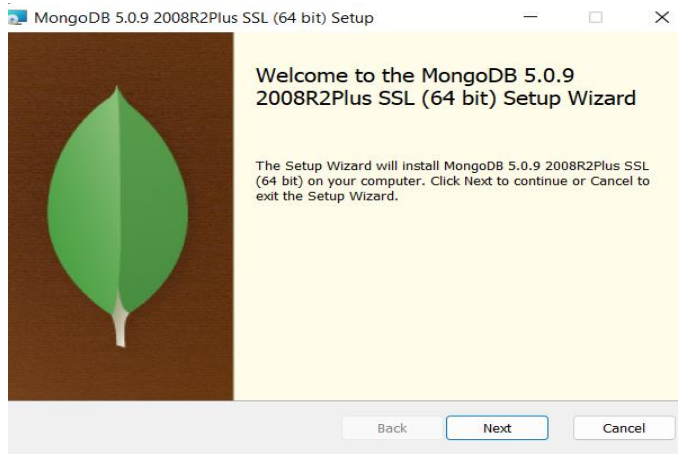 MongoDB 5.0.9 2008R2Plus SSL (64 bit) Setup
Welcome to the MongoDB 5.0.9
2008R2Plus SSL (64 bit) Setup Wizard
The Setup Wizard will install MongoDB 5.0.9 2008R2Plus SSL
(64 bit) on your computer. Click Next to continue or Cancel to
exit the Setup Wizard.
Back
Next
Cancel